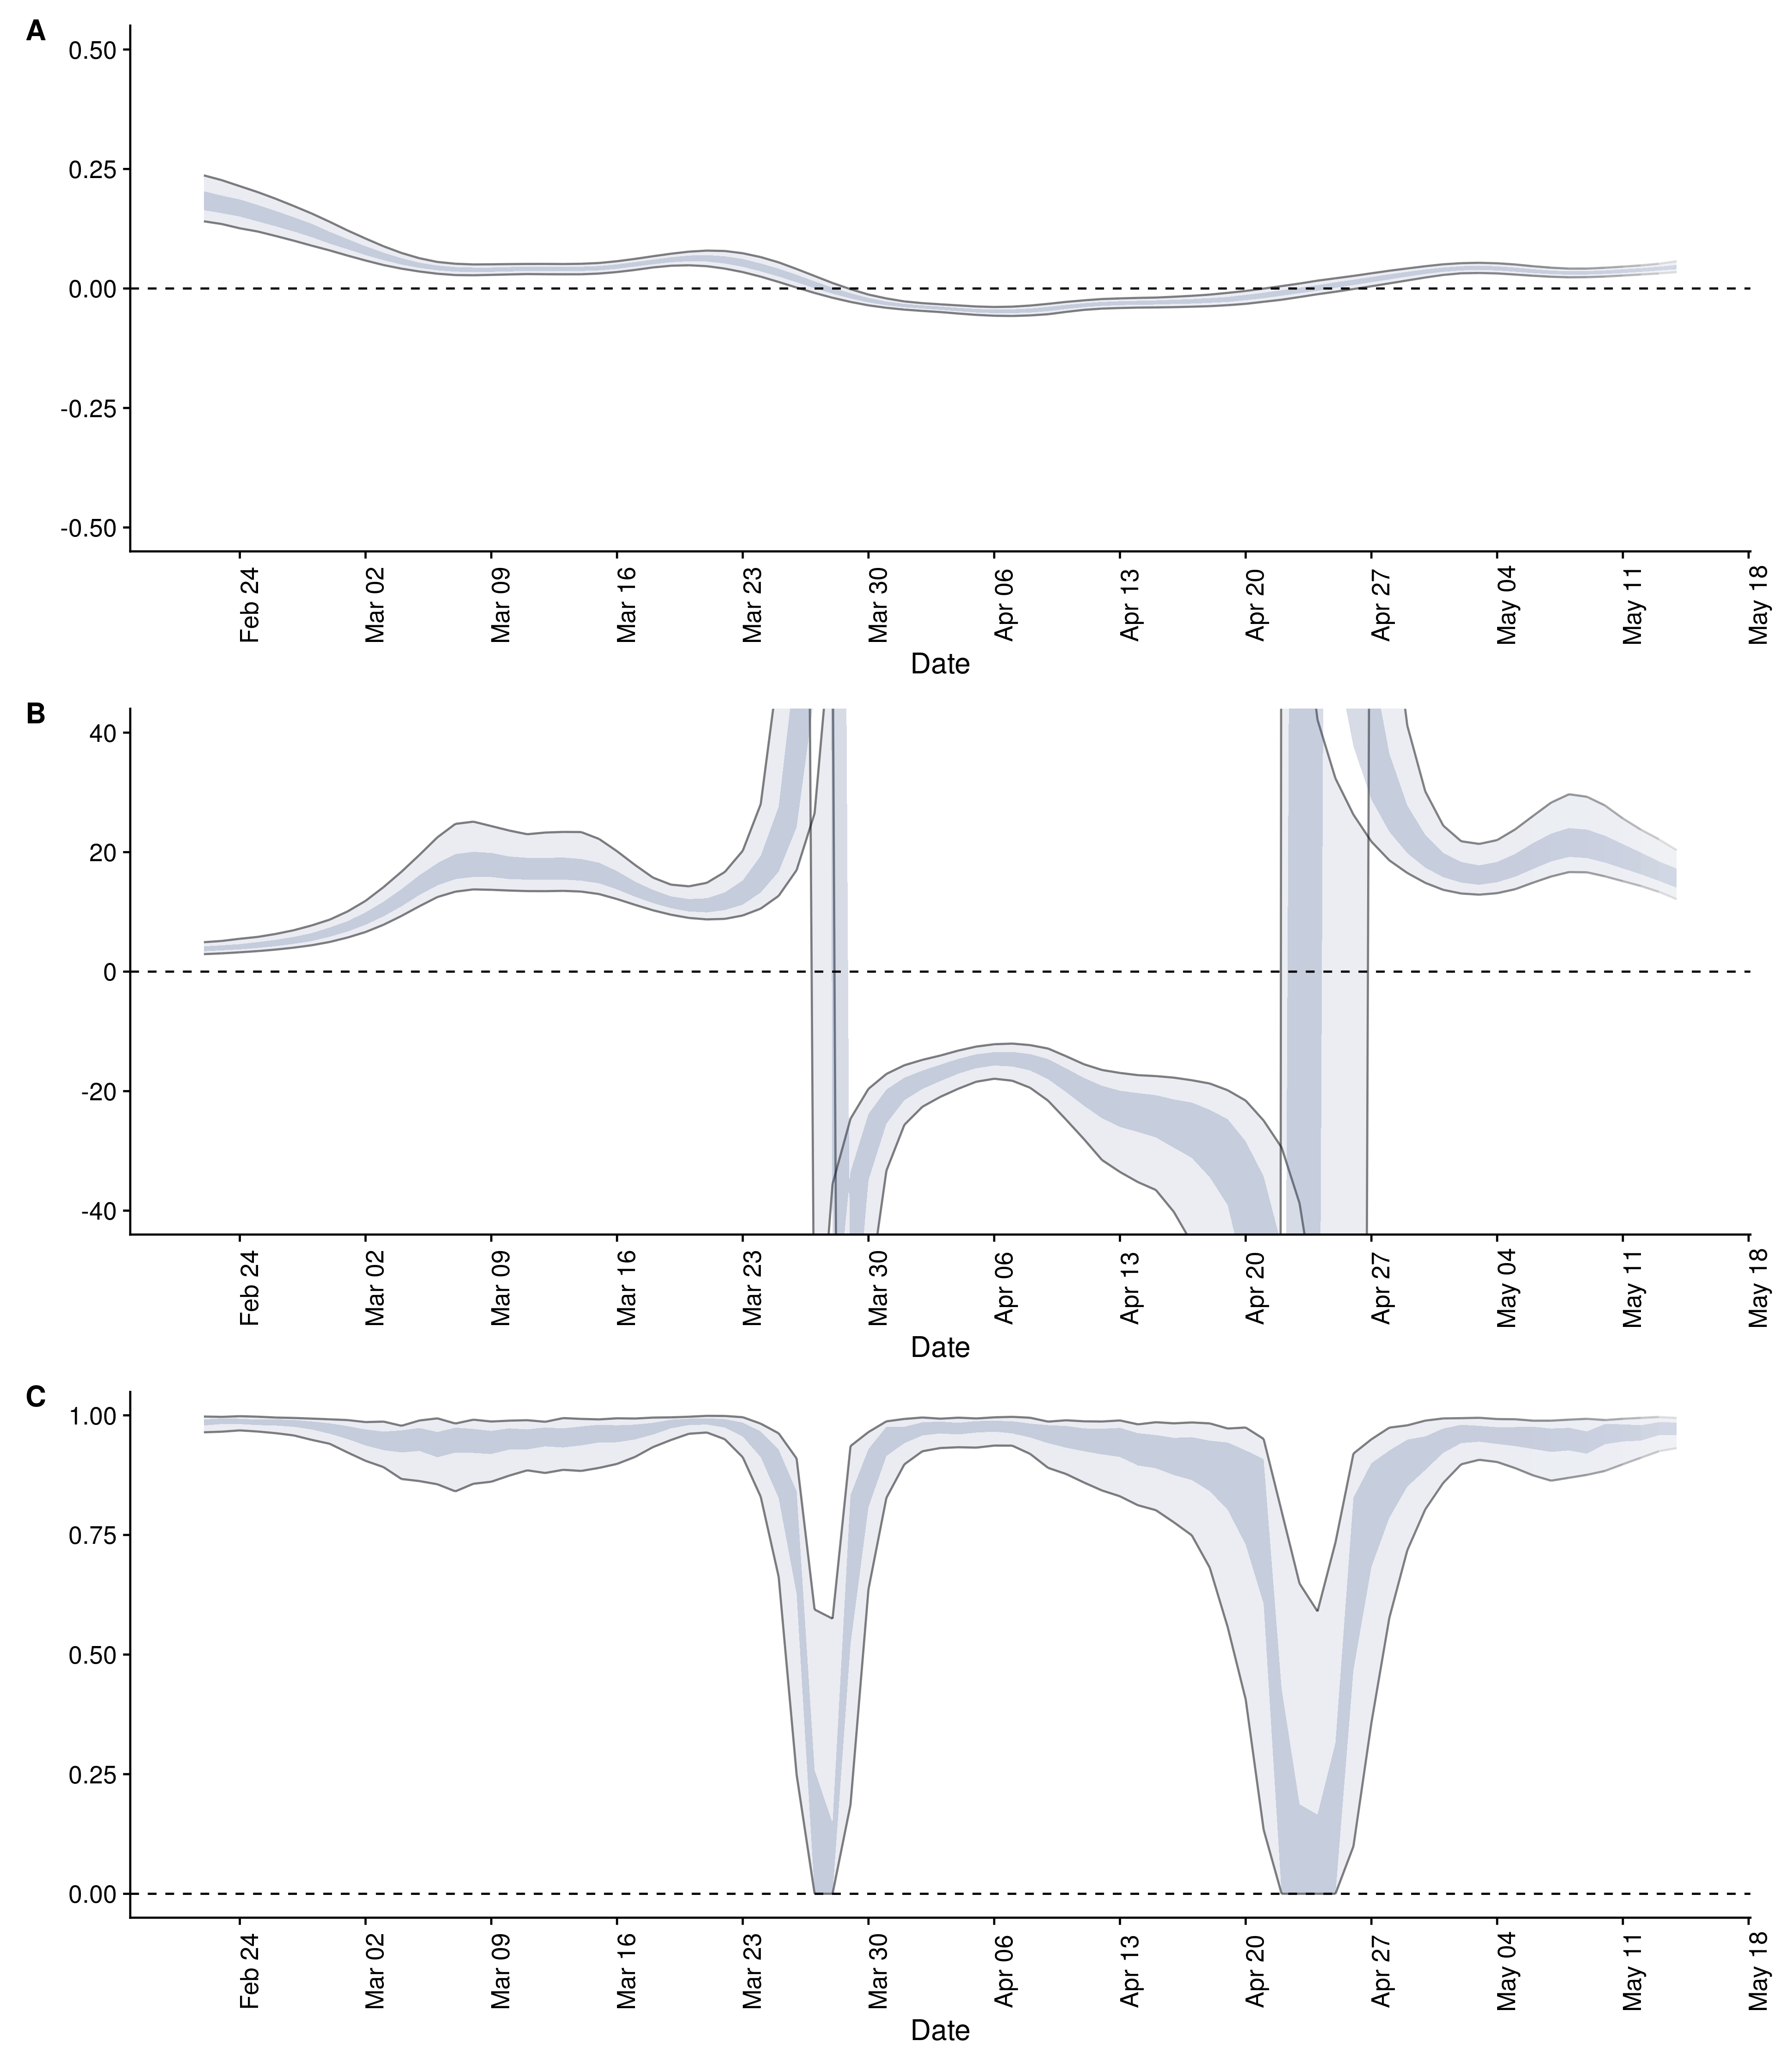 A
0.50
0.25
0.00
-0.25
-0.50
Feb 24
Mar 02
Mar 09
Mar 16
Mar 23
Mar 30
Apr 06
Apr 13
Apr 20
Apr 27
May 04
May 11
May 18
Date
B
40
20
0
-20
-40
Feb 24
Mar 02
Mar 09
Mar 16
Mar 23
Mar 30
Apr 06
Apr 13
Apr 20
Apr 27
May 04
May 11
May 18
Date
C
1.00
0.75
0.50
0.25
0.00
Feb 24
Mar 02
Mar 09
Mar 16
Mar 23
Mar 30
Apr 06
Apr 13
Apr 20
Apr 27
May 04
May 11
May 18
Date